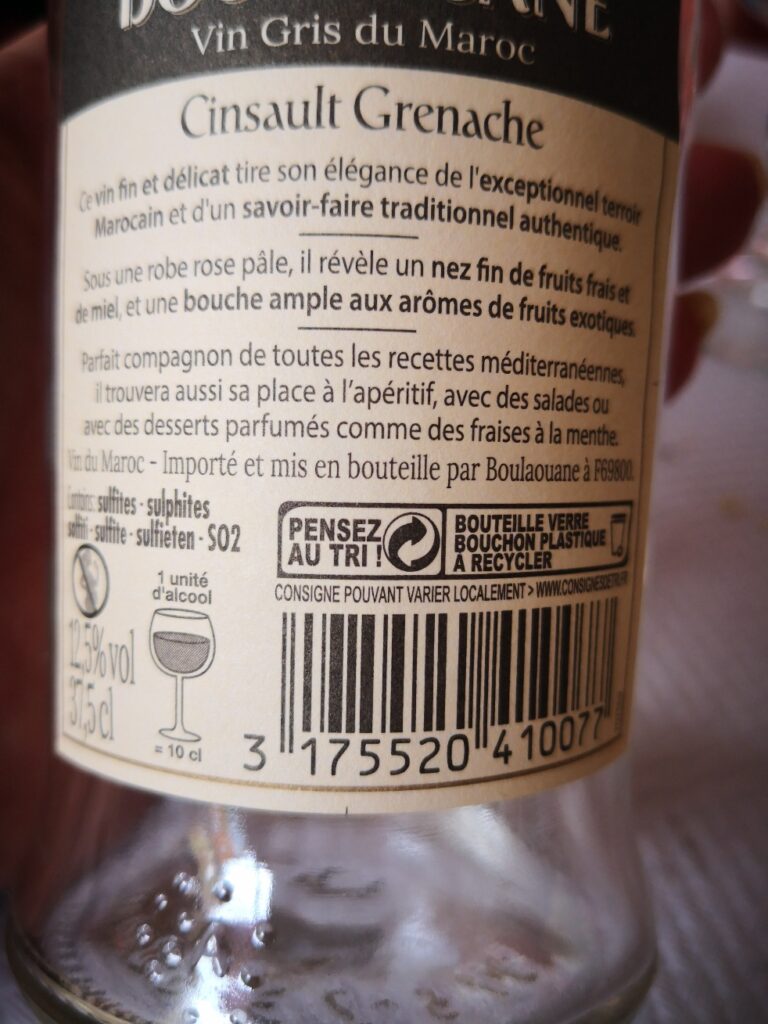 BOULAOUANE
Vin Gris du Maroc
Cinsault Grenache
Ce vin fin et délicat tire son élégance de l'exceptionnel terroir
Marocain et d'un savoir-faire traditionnel authentique.
Sous une robe rose pâle, il révèle un nez fin de fruits frais et
de miel, et une bouche ample aux arômes de fruits exotiques.
Parfait compagnon de toutes les recettes méditerranéennes,
il trouvera aussi sa place à l'apéritif, avec des salades ou
avec des desserts parfumés comme des fraises à la menthe.
Vin du Maroc - Importé et mis en bouteille par Boulaouane à F69800.
Contains: sulfites - sulphites
solfiti - sulfite - sulfieten - SO2
PENSEZ
AU TRI !
BOUTEILLE VERRE
BOUCHON PLASTIQUE
À RECYCLER
CONSIGNE POUVANT VARIER LOCALEMENT > WWW.CONSIGNESDETRI.FR
1 unité
d'alcool
12,5% vol
37,5 cl
= 10 cl
3 175520 410077